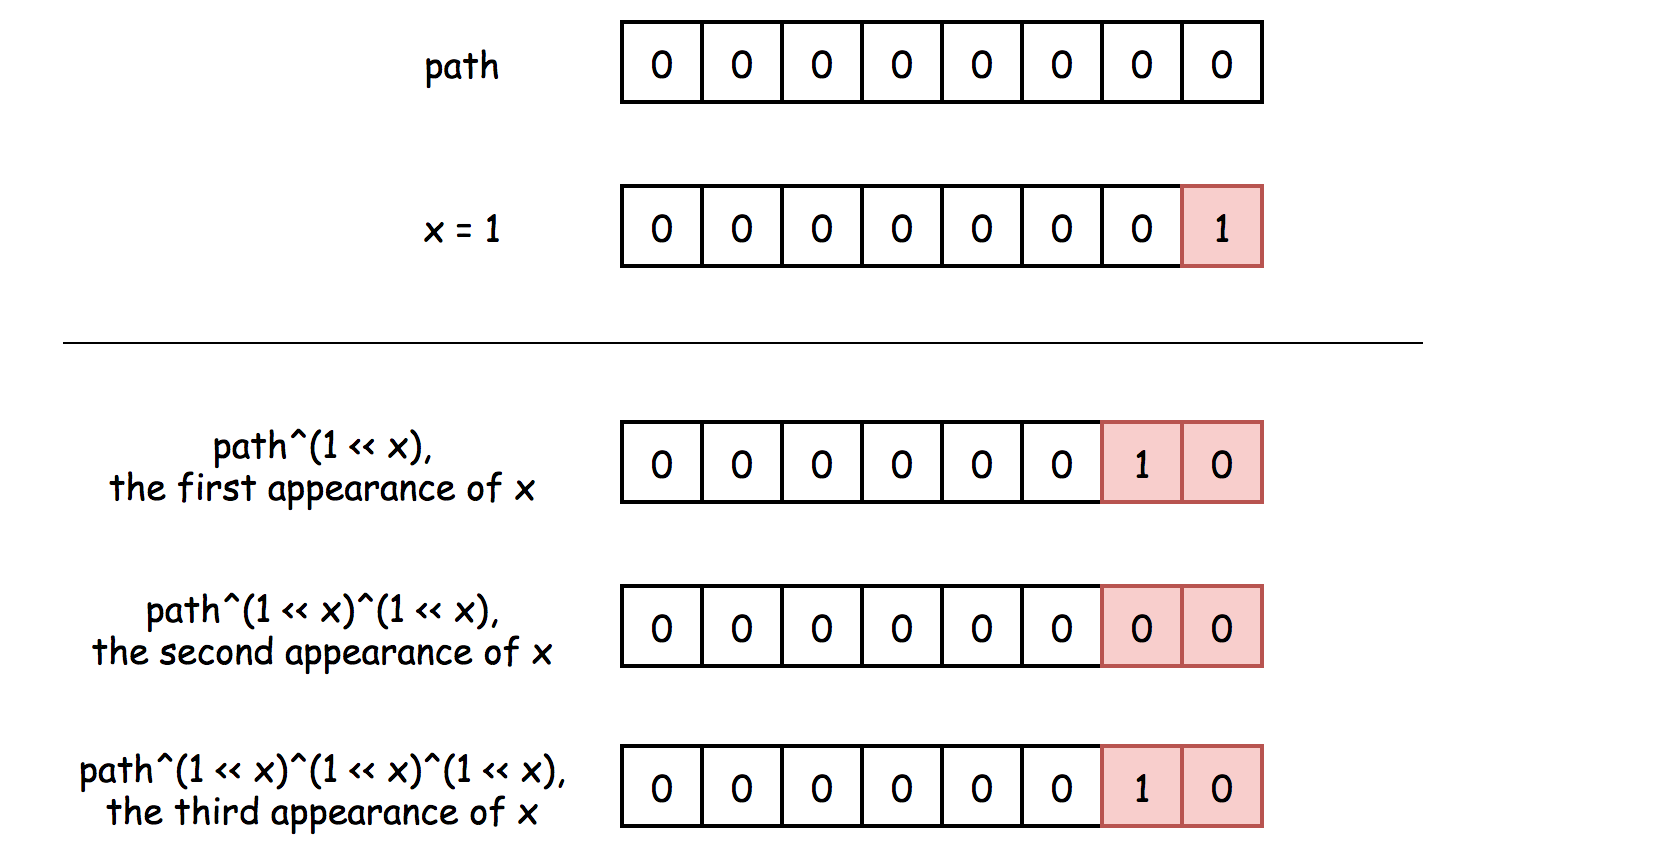 path 0 0 0 0 0 0 0 0
x = 1 0 0 0 0 0 0 0 1
path^(1 << x),
the first appearance of x
0 0 0 0 0 0 1 0
path^(1 << x)^(1 << x),
the second appearance of x
0 0 0 0 0 0 0 0
path^(1 << x)^(1 << x)^(1 << x),
the third appearance of x
0 0 0 0 0 0 1 0